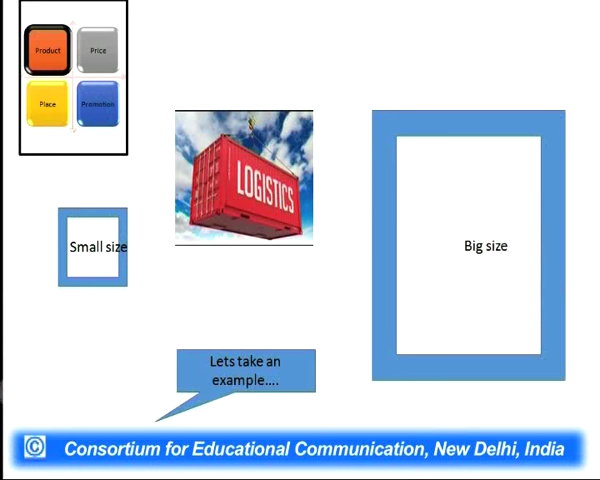 Product Price
Place Promotion
LOGISTICS
Small size
Big size
Lets take an
example....
© Consortium for Educational Communication, New Delhi, India